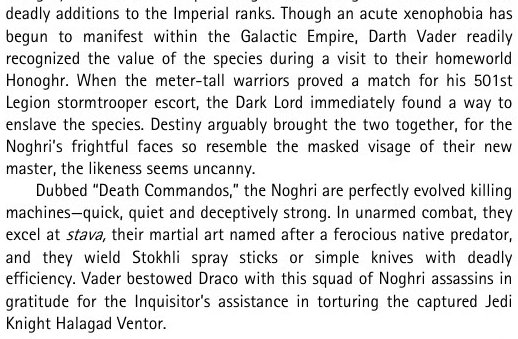 deadly additions to the Imperial ranks. Though an acute xenophobia has
begun to manifest within the Galactic Empire, Darth Vader readily
recognized the value of the species during a visit to their homeworld
Honoghr. When the meter-tall warriors proved a match for his 501st
Legion stormtrooper escort, the Dark Lord immediately found a way to
enslave the species. Destiny arguably brought the two together, for the
Noghri's frightful faces so resemble the masked visage of their new
master, the likeness seems uncanny.
Dubbed "Death Commandos," the Noghri are perfectly evolved killing
machines—quick, quiet and deceptively strong. In unarmed combat, they
excel at stava, their martial art named after a ferocious native predator,
and they wield Stokhli spray sticks or simple knives with deadly
efficiency. Vader bestowed Draco with this squad of Noghri assassins in
gratitude for the Inquisitor's assistance in torturing the captured Jedi
Knight Halagad Ventor.